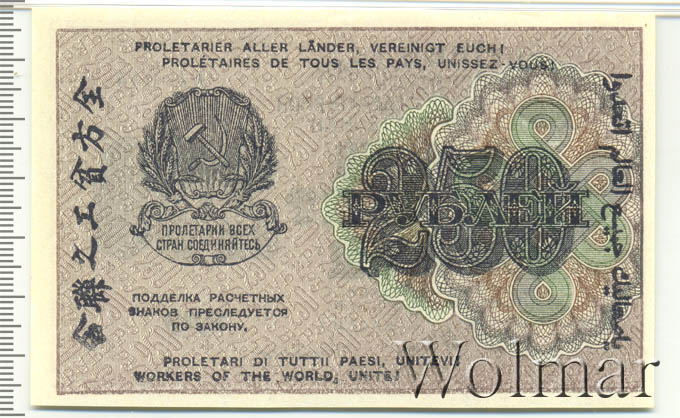 PROLETARIER ALLER LÄNDER, VEREINIGT EUCH!
PROLÉTAIRES DE TOUS LES PAYS, UNISSEZ-VOUS!
250
РУБЛЕЙ
ПРОЛЕТАРИИ ВСЕХ
СТРАН СОЕДИНЯЙТЕСЬ
ПОДДЕЛКА РАСЧЕТНЫХ
ЗНАКОВ ПРЕСЛЕДУЕТСЯ
ПО ЗАКОНУ.
PROLETARI DI TUTTII PAESI, UNITEVI!
WORKERS OF THE WORLD, UNITE!
Wolmar